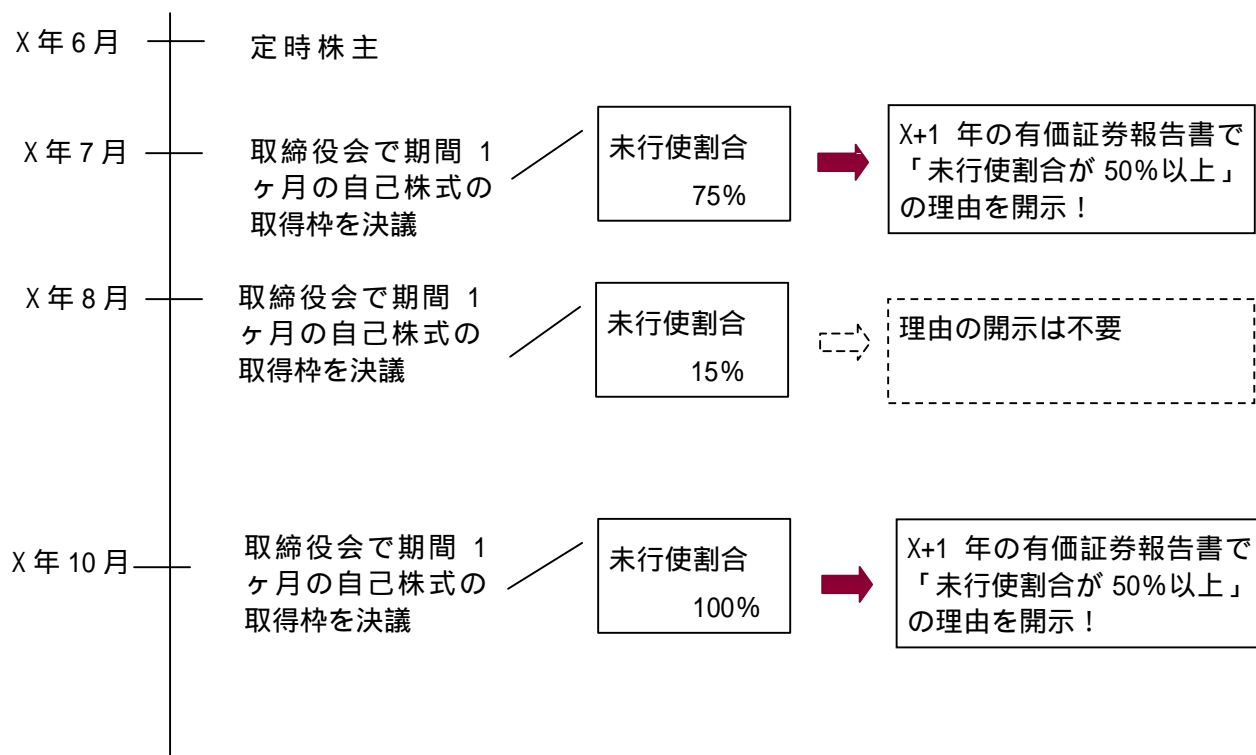 X年6月
定時株主
X年7月
取締役会で期間 1
ヶ月の自己株式の
取得枠を決議
未行使割合
75%
X+1 年の有価証券報告書で
「未行使割合が 50%以上」
の理由を開示！
X年8月
取締役会で期間 1
ヶ月の自己株式の
取得枠を決議
未行使割合
15%
理由の開示は不要
X年10月
取締役会で期間 1
ヶ月の自己株式の
取得枠を決議
未行使割合
100%
X+1 年の有価証券報告書で
「未行使割合が 50%以上」
の理由を開示！